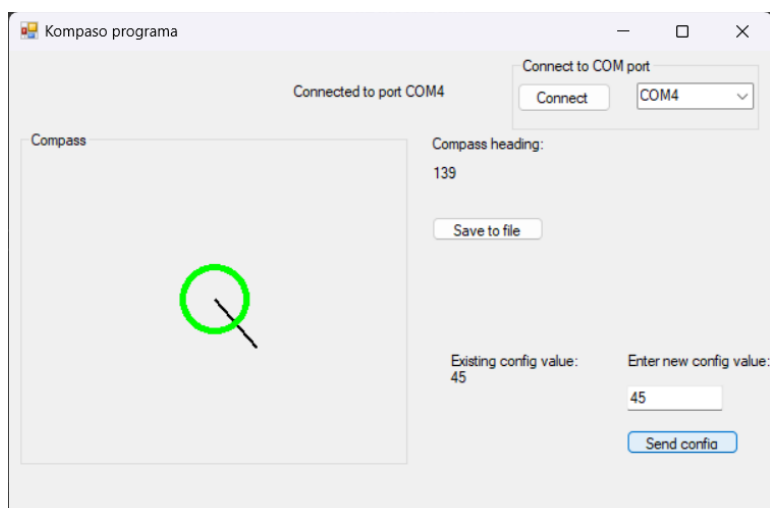 Kompaso programa
Connect to COM port
Connected to port COM4
Connect
COM4
Compass
Compass heading:
139
Save to file
Existing config value:
45
Enter new config value:
45
Send config